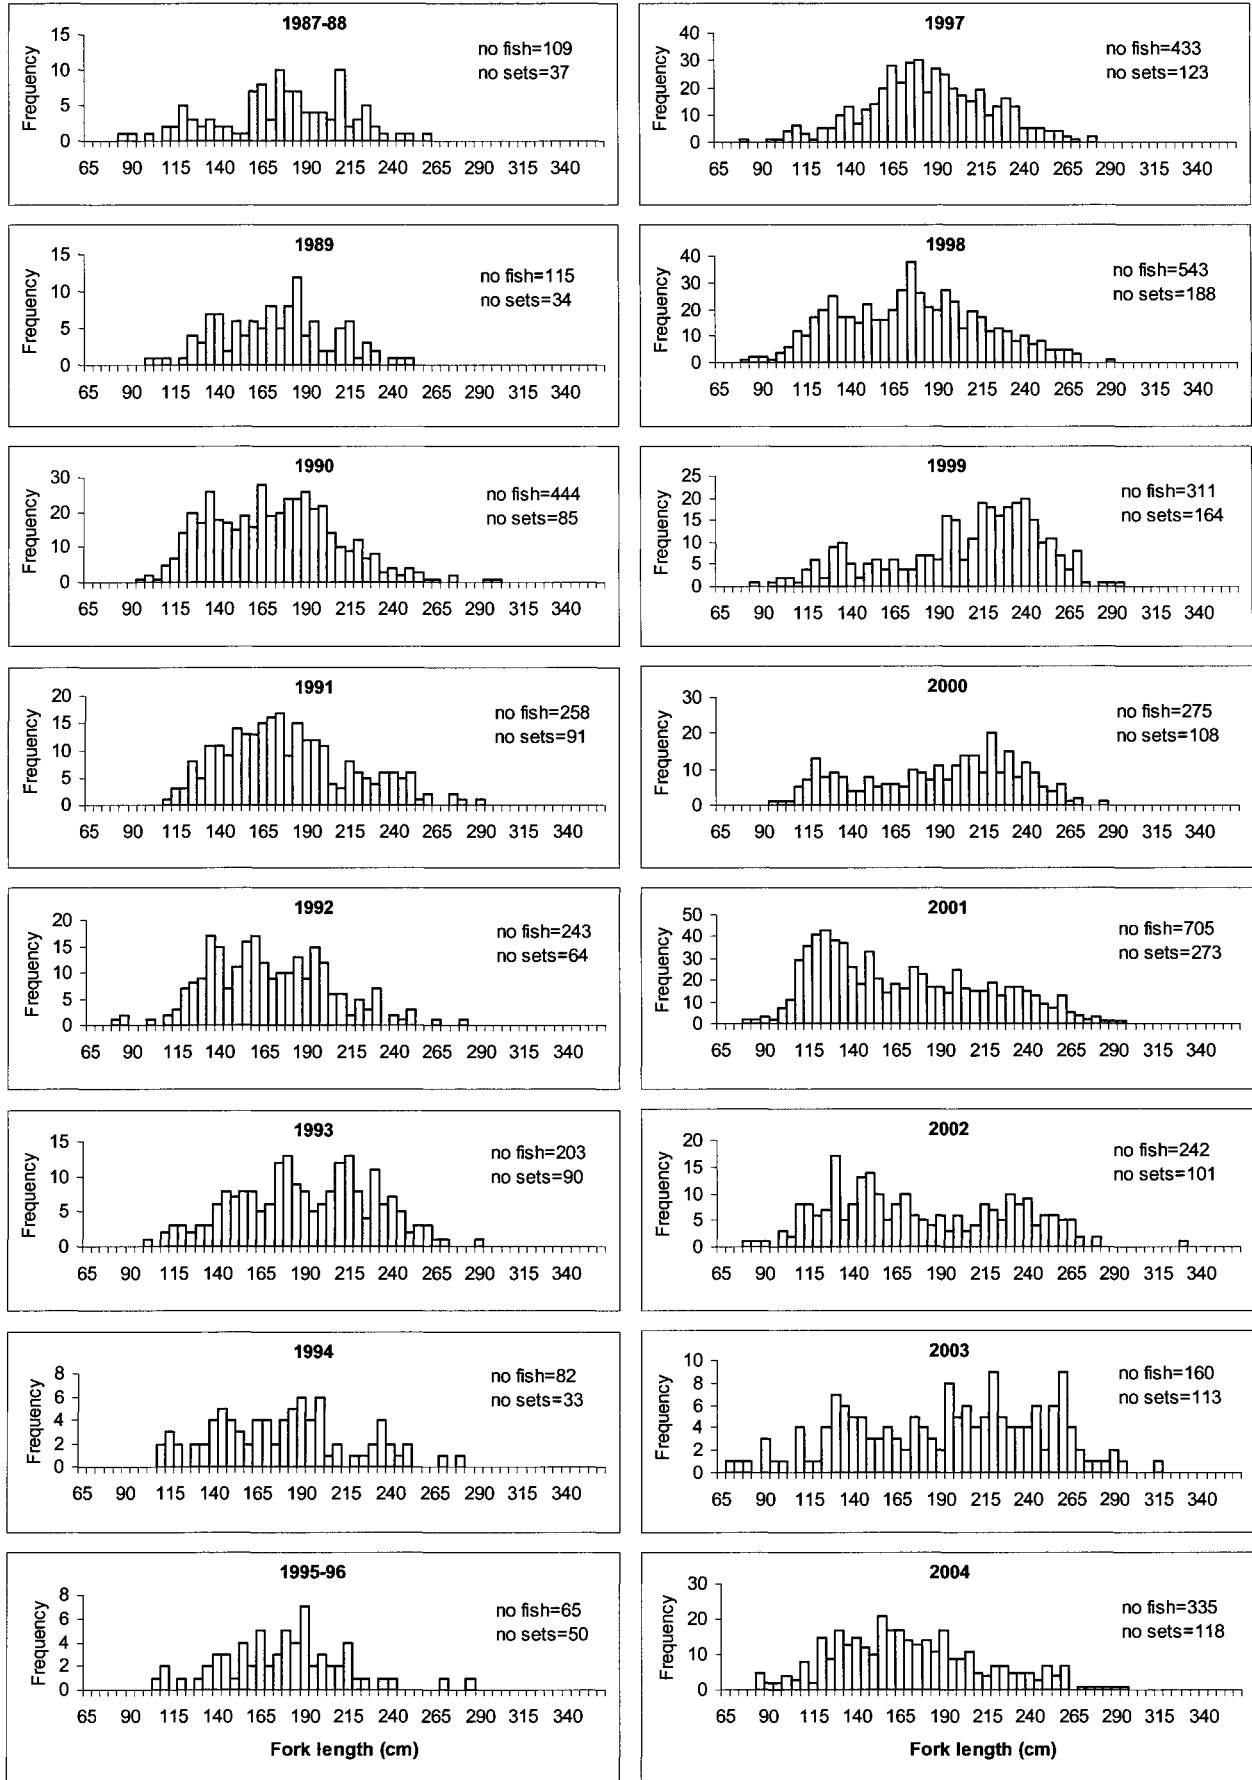 1987-88
no fish=109
no sets=37
Frequency
15
10
5
0
65 90 115 140 165 190 215 240 265 290 315 340
1989
no fish=115
no sets=34
Frequency
15
10
5
0
65 90 115 140 165 190 215 240 265 290 315 340
1990
no fish=444
no sets=85
Frequency
30
20
10
0
65 90 115 140 165 190 215 240 265 290 315 340
1991
no fish=258
no sets=91
Frequency
20
15
10
5
0
65 90 115 140 165 190 215 240 265 290 315 340
1992
no fish=243
no sets=64
Frequency
20
15
10
5
0
65 90 115 140 165 190 215 240 265 290 315 340
1993
no fish=203
no sets=90
Frequency
15
10
5
0
65 90 115 140 165 190 215 240 265 290 315 340
1994
no fish=82
no sets=33
Frequency
8
6
4
2
0
65 90 115 140 165 190 215 240 265 290 315 340
1995-96
no fish=65
no sets=50
Frequency
8
6
4
2
0
65 90 115 140 165 190 215 240 265 290 315 340
Fork length (cm)
1997
no fish=433
no sets=123
Frequency
40
30
20
10
0
65 90 115 140 165 190 215 240 265 290 315 340
1998
no fish=543
no sets=188
Frequency
40
30
20
10
0
65 90 115 140 165 190 215 240 265 290 315 340
1999
no fish=311
no sets=164
Frequency
25
20
15
10
5
0
65 90 115 140 165 190 215 240 265 290 315 340
2000
no fish=275
no sets=108
Frequency
30
20
10
0
65 90 115 140 165 190 215 240 265 290 315 340
2001
no fish=705
no sets=273
Frequency
50
40
30
20
10
0
65 90 115 140 165 190 215 240 265 290 315 340
2002
no fish=242
no sets=101
Frequency
20
15
10
5
0
65 90 115 140 165 190 215 240 265 290 315 340
2003
no fish=160
no sets=113
Frequency
10
8
6
4
2
0
65 90 115 140 165 190 215 240 265 290 315 340
2004
no fish=335
no sets=118
Frequency
30
20
10
0
65 90 115 140 165 190 215 240 265 290 315 340
Fork length (cm)